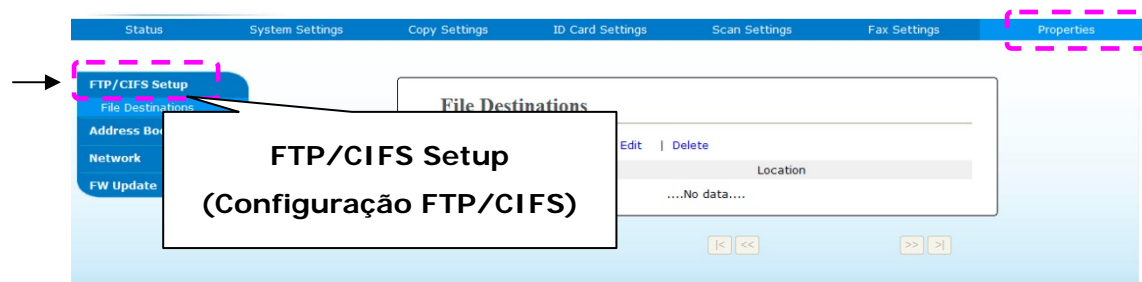 Status System Settings Copy Settings ID Card Settings Scan Settings Fax Settings Properties
FTP/CIFS Setup
File Destinations
Address
Network
FW Update
File Destinations
Edit | Delete
Location
....No data....
|< << >> >|
FTP/CIFS Setup
(Configuração FTP/CIFS)